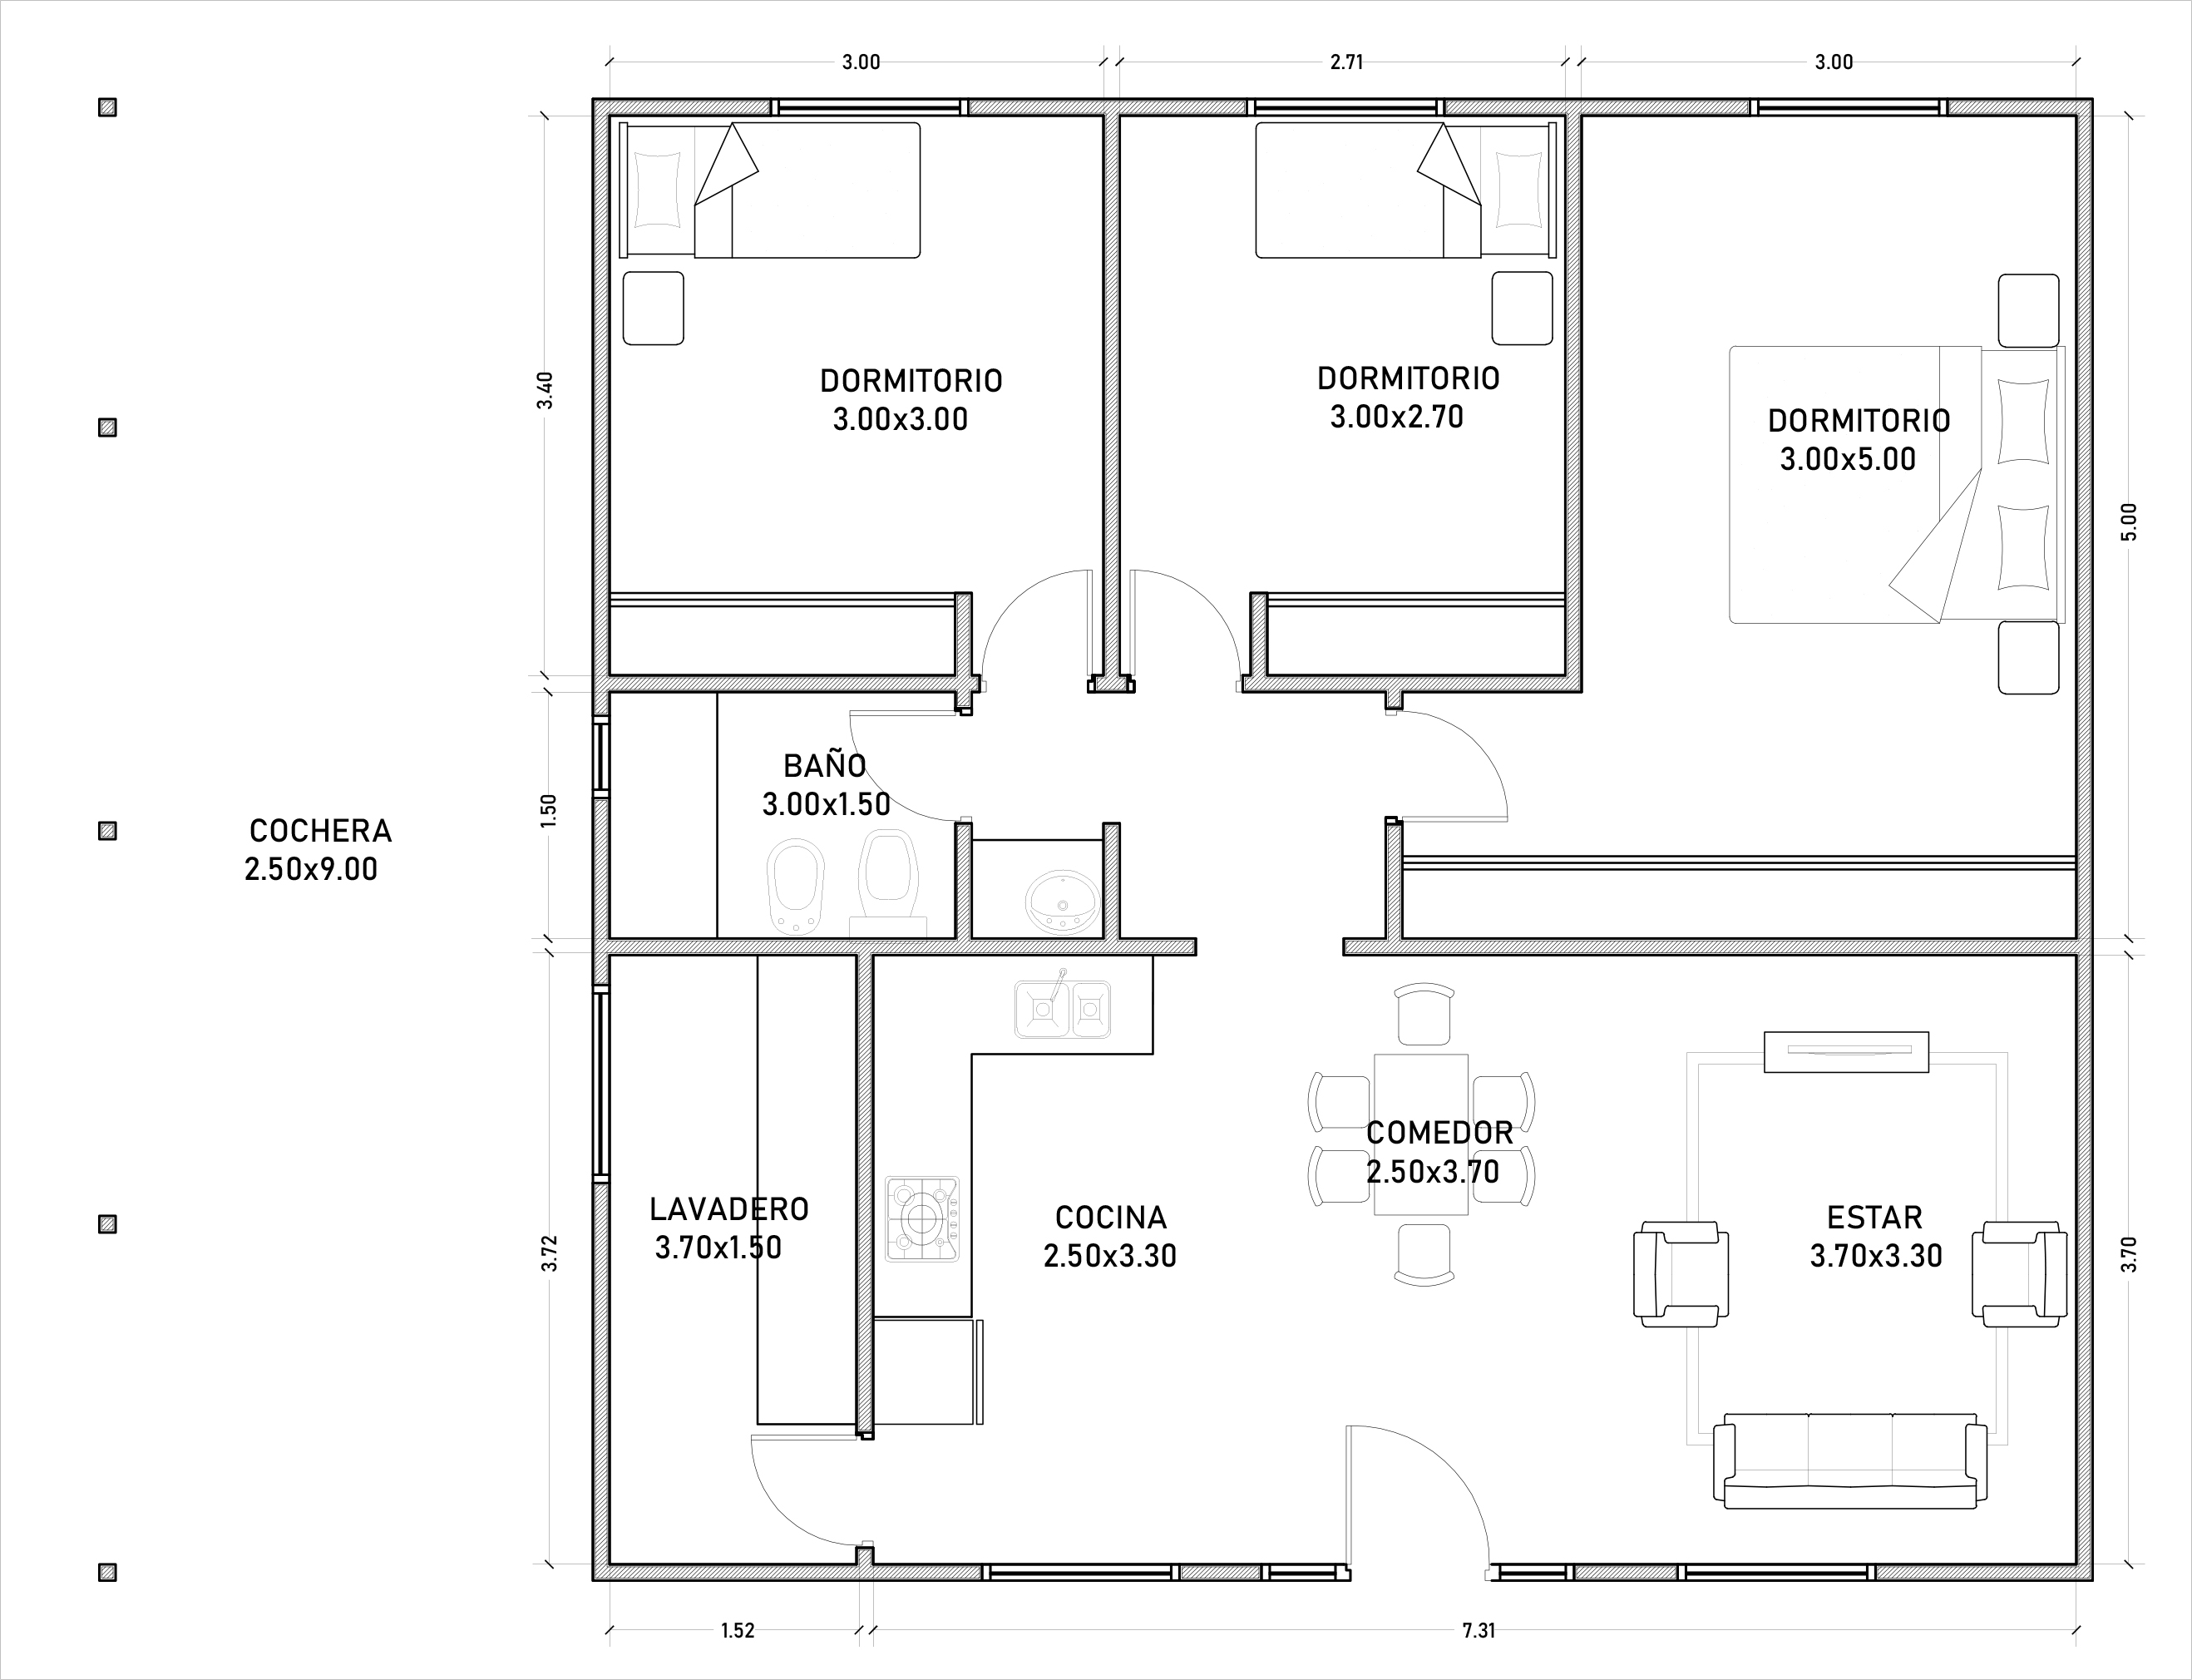 3.00
2.71
3.00
3.40
5.00
DORMITORIO
3.00x3.00
DORMITORIO
3.00x2.70
DORMITORIO
3.00x5.00
1.50
BAÑO
3.00x1.50
COCHERA
2.50x9.00
COMEDOR
2.50x3.70
LAVADERO
3.70x1.50
COCINA
2.50x3.30
ESTAR
3.70x3.30
3.72
3.70
1.52
7.31